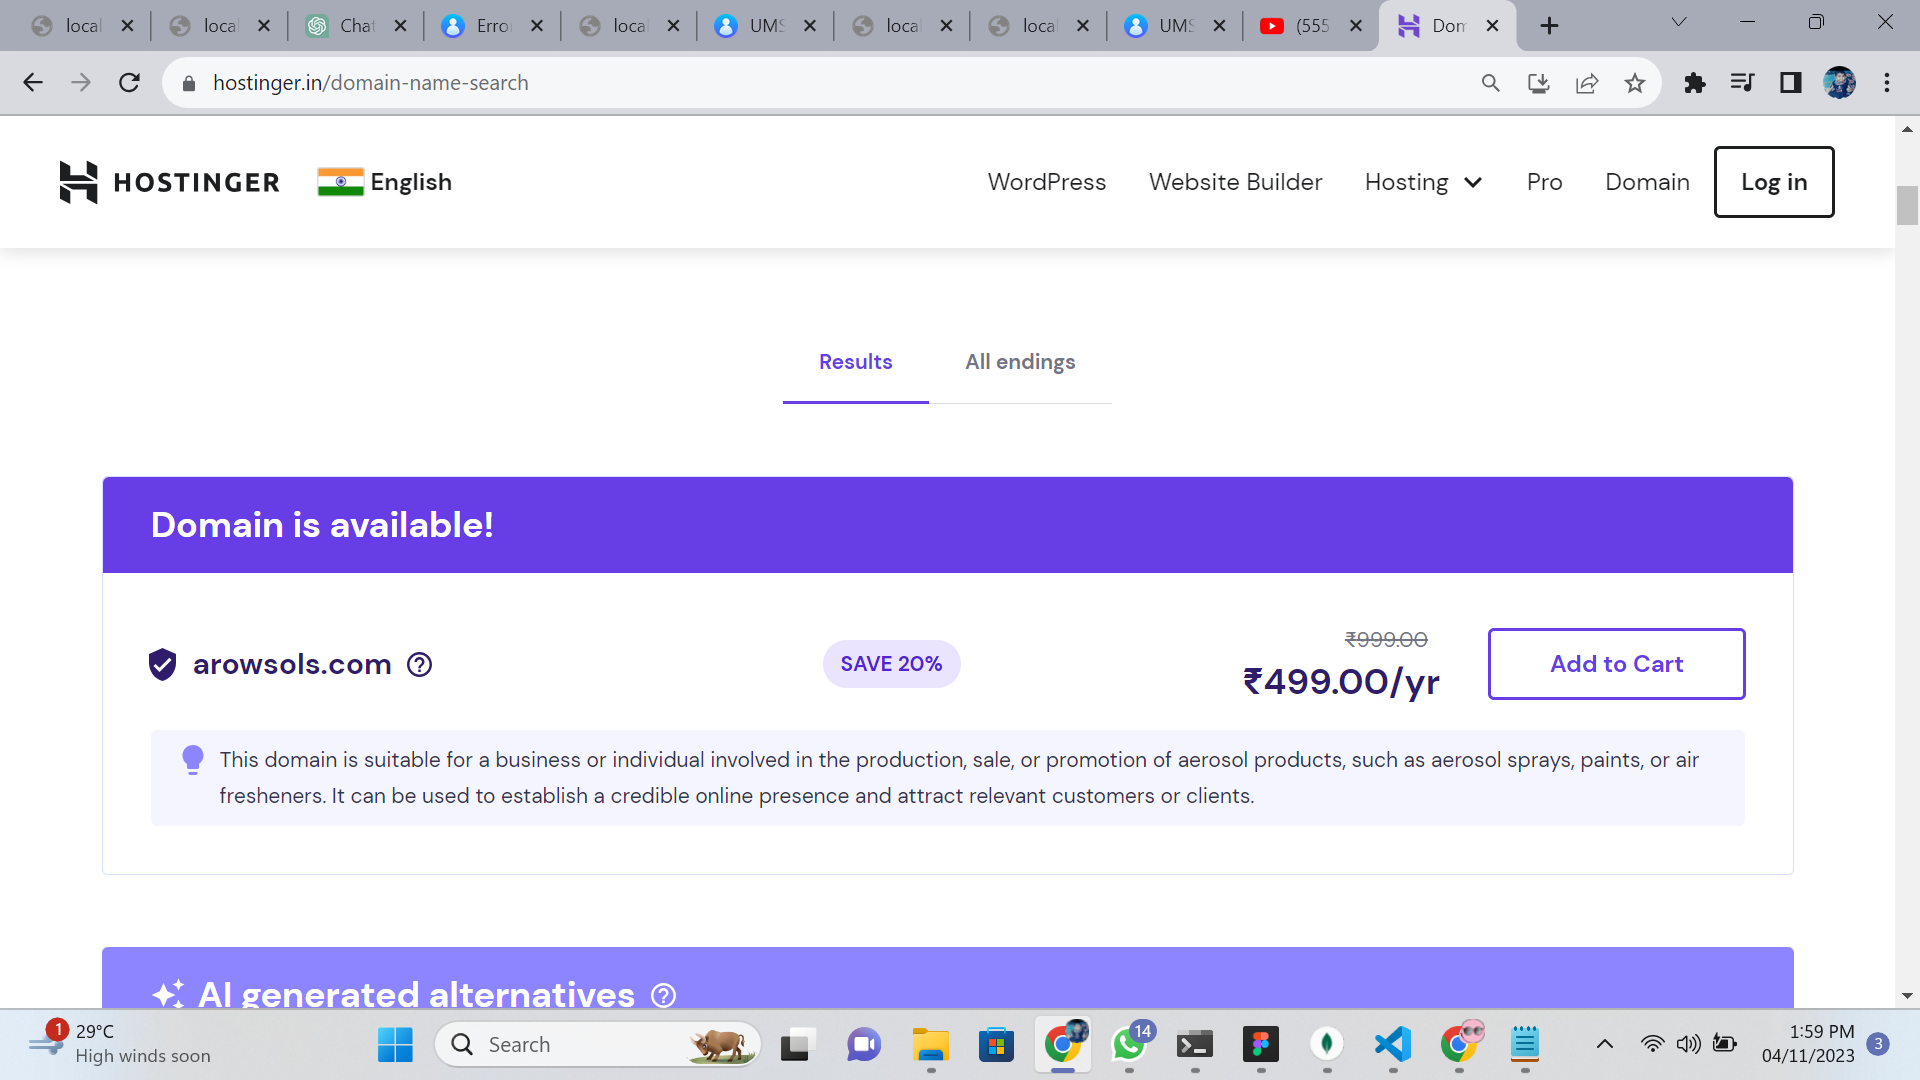 local
local
Chat
Error
local
UMS
local
local
UMS
(555
Dom
hostinger.in/domain-name-search
HOSTINGER
English
WordPress
Website Builder
Hosting
Pro
Domain
Log in
Results
All endings
Domain is available!
arowsols.com
SAVE 20%
₹999.00
₹499.00/yr
Add to Cart
This domain is suitable for a business or individual involved in the production, sale, or promotion of aerosol products, such as aerosol sprays, paints, or air
fresheners. It can be used to establish a credible online presence and attract relevant customers or clients.
AI generated alternatives
1
29°C
High winds soon
Search
14
1:59 PM
04/11/2023
3